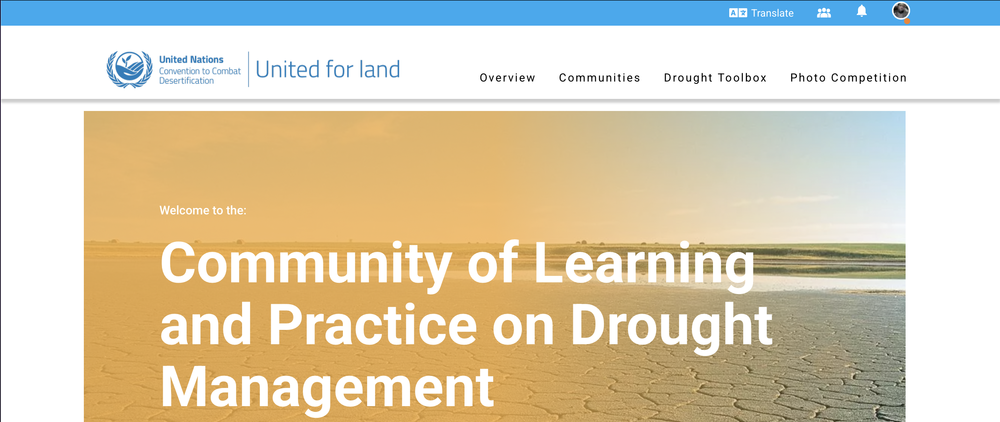 Translate
United Nations
Convention to Combat
Desertification
United for land
Overview Communities Drought Toolbox Photo Competition
Welcome to the:
Community of Learning
and Practice on Drought
Management